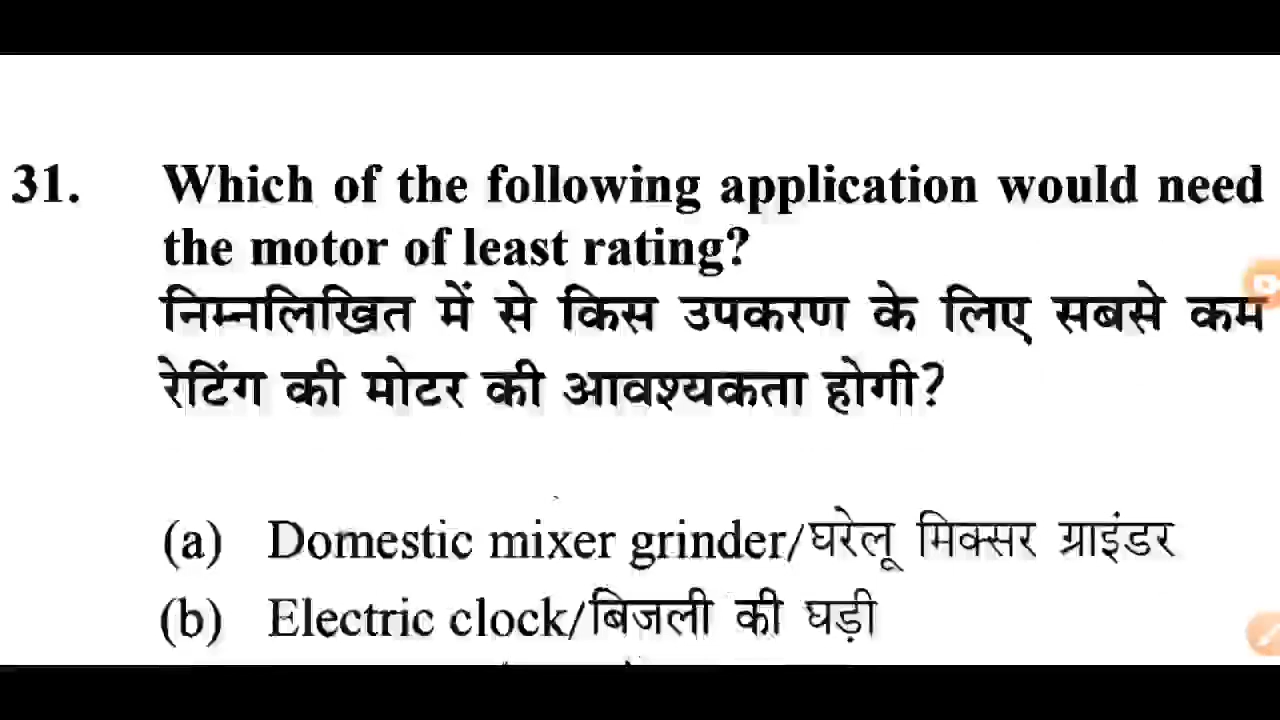 31. Which of the following application would need
the motor of least rating?
निम्नलिखित में से किस उपकरण के लिए सबसे कम
रेटिंग की मोटर की आवश्यकता होगी?
(a) Domestic mixer grinder/घरेलू मिक्सर ग्राइंडर
(b) Electric clock/बिजली की घड़ी